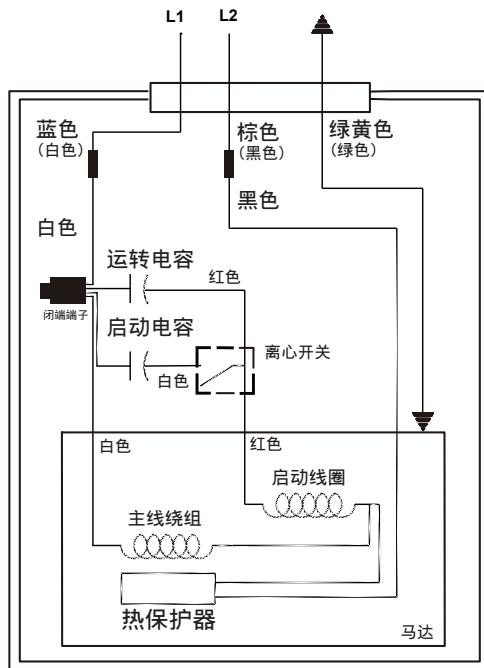 L1 L2
蓝色 棕色 绿黄色
(白色) (黑色) (绿色)
黑色
白色
运转电容
红色
闭端端子
启动电容
离心开关
白色
白色 红色
启动线圈
主线绕组
热保护器
马达